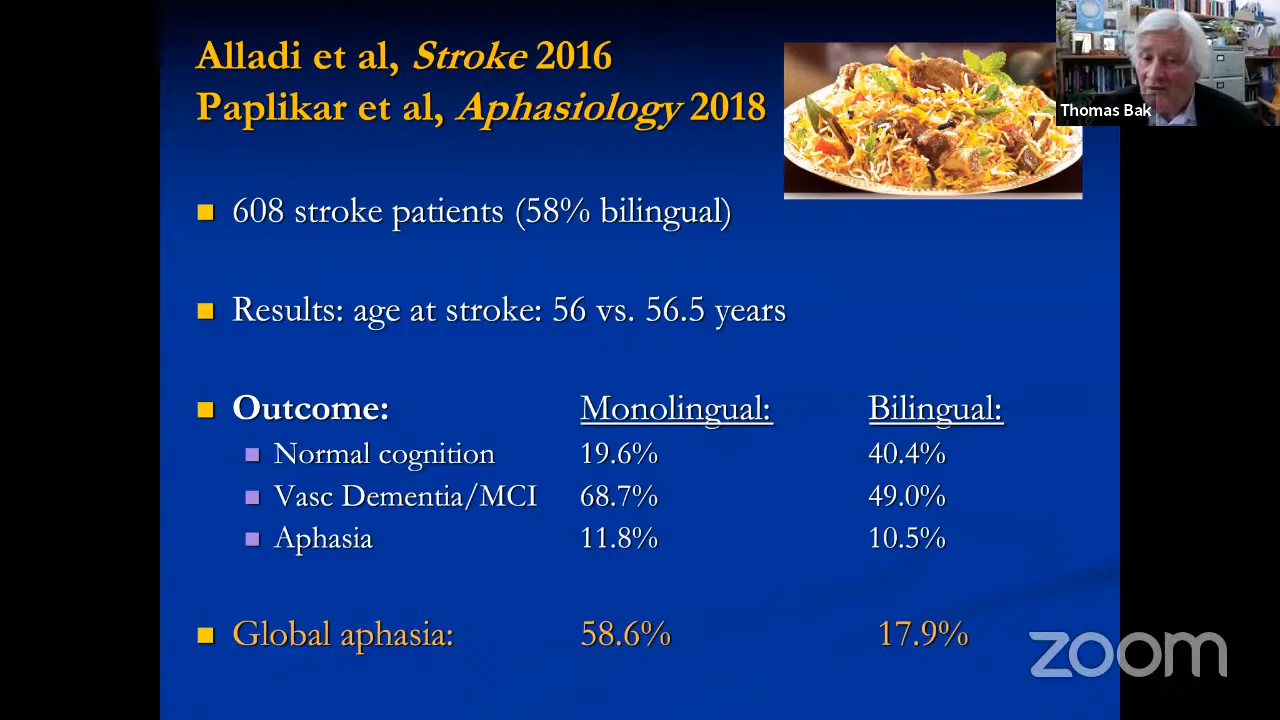 Alladi et al, Stroke 2016
Paplikar et al, Aphasiology 2018
Thomas Bak
608 stroke patients (58% bilingual)
Results: age at stroke: 56 vs. 56.5 years
Outcome: Monolingual: Bilingual:
Normal cognition 19.6% 40.4%
Vasc Dementia/MCI 68.7% 49.0%
Aphasia 11.8% 10.5%
Global aphasia: 58.6% 17.9%
zoom